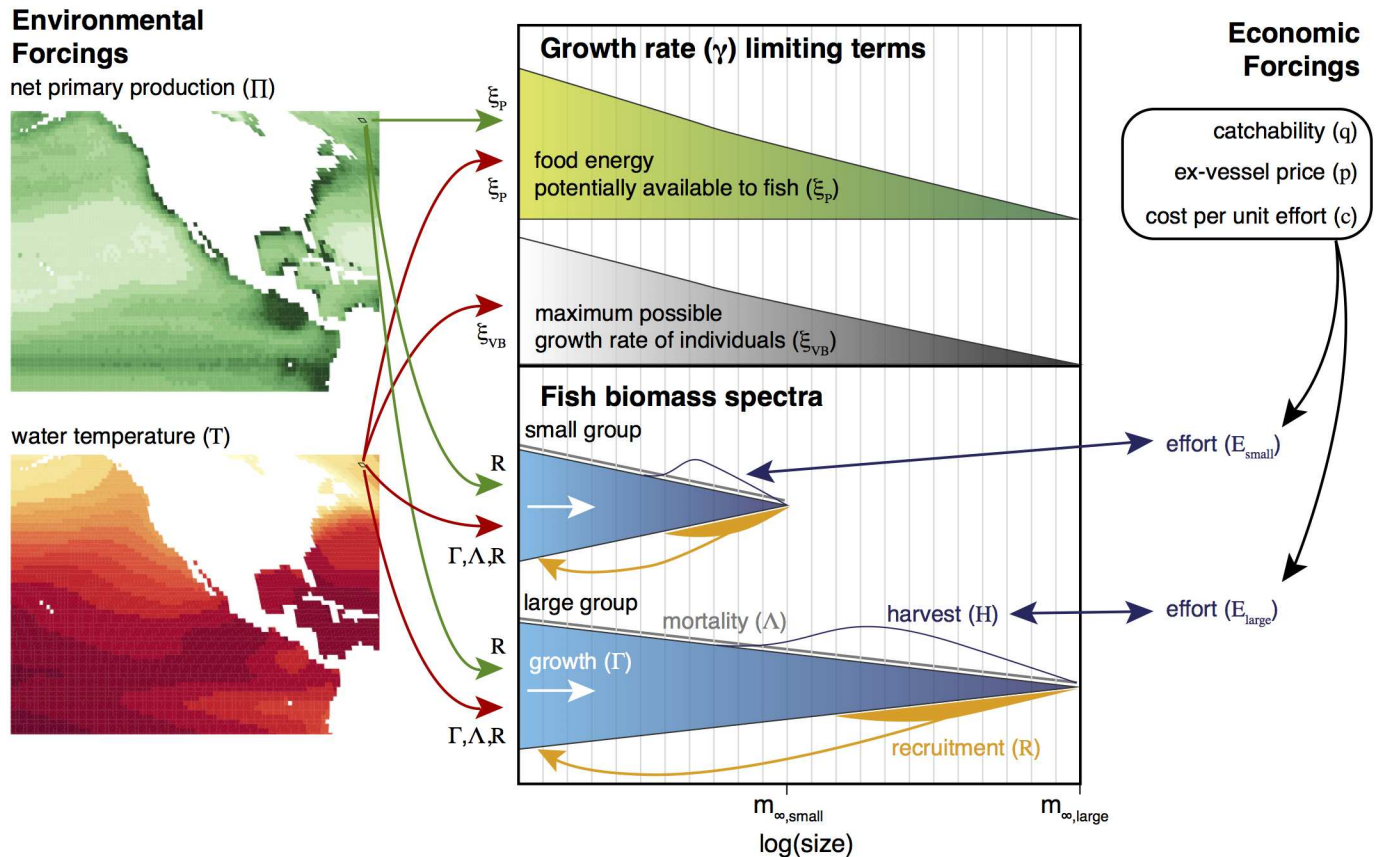 Environmental
Forcings
net primary production (Π)
water temperature (T)
ξP
ξP
ξVB
R
Γ,Λ,R
R
Γ,Λ,R
Growth rate (γ) limiting terms
food energy
potentially available to fish (ξP)
maximum possible
growth rate of individuals (ξVB)
Fish biomass spectra
small group
large group
mortality (Λ)
harvest (H)
growth (Γ)
recruitment (R)
m∞,small
m∞,large
log(size)
Economic
Forcings
catchability (q)
ex-vessel price (p)
cost per unit effort (c)
effort (Esmall)
effort (Elarge)